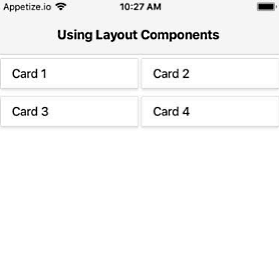 Appetize.io 10:27 AM
Using Layout Components
Card 1 Card 2
Card 3 Card 4